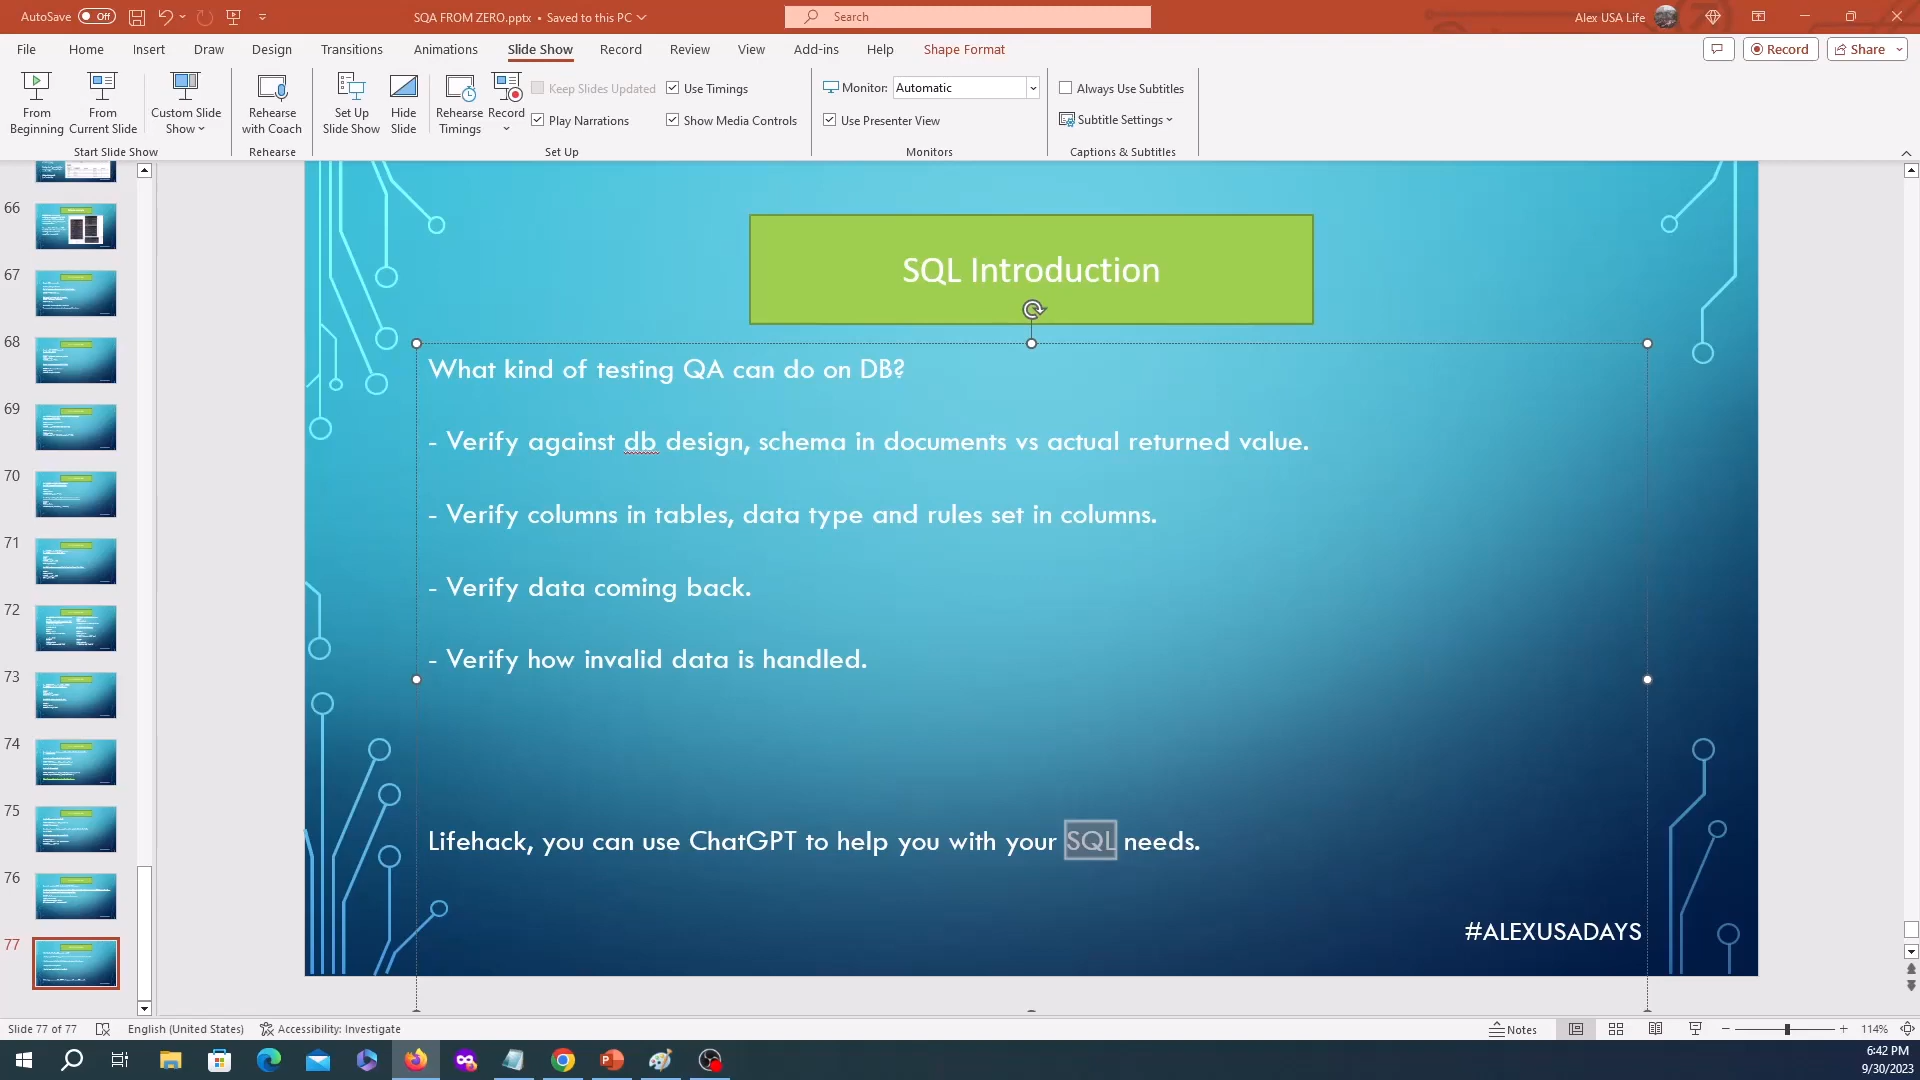 AutoSave Off SQA FROM ZERO.pptx • Saved to this PC Search Alex USA Life
File Home Insert Draw Design Transitions Animations Slide Show Record Review View Add-ins Help Shape Format Record Share
From Beginning
From Current Slide
Custom Slide Show
Start Slide Show
Rehearse with Coach
Rehearse
Set Up Slide Show
Hide Slide
Rehearse Timings
Record
Keep Slides Updated
Play Narrations
Use Timings
Show Media Controls
Set Up
Monitor: Automatic
Use Presenter View
Monitors
Always Use Subtitles
Subtitle Settings
Captions & Subtitles
66
67
68
69
70
71
72
73
74
75
76
77
SQL Introduction
What kind of testing QA can do on DB?
- Verify against db design, schema in documents vs actual returned value.
- Verify columns in tables, data type and rules set in columns.
- Verify data coming back.
- Verify how invalid data is handled.
Lifehack, you can use ChatGPT to help you with your SQL needs.
#ALEXUSADAYS
Slide 77 of 77 English (United States) Accessibility: Investigate Notes 114%
6:42 PM
9/30/2023